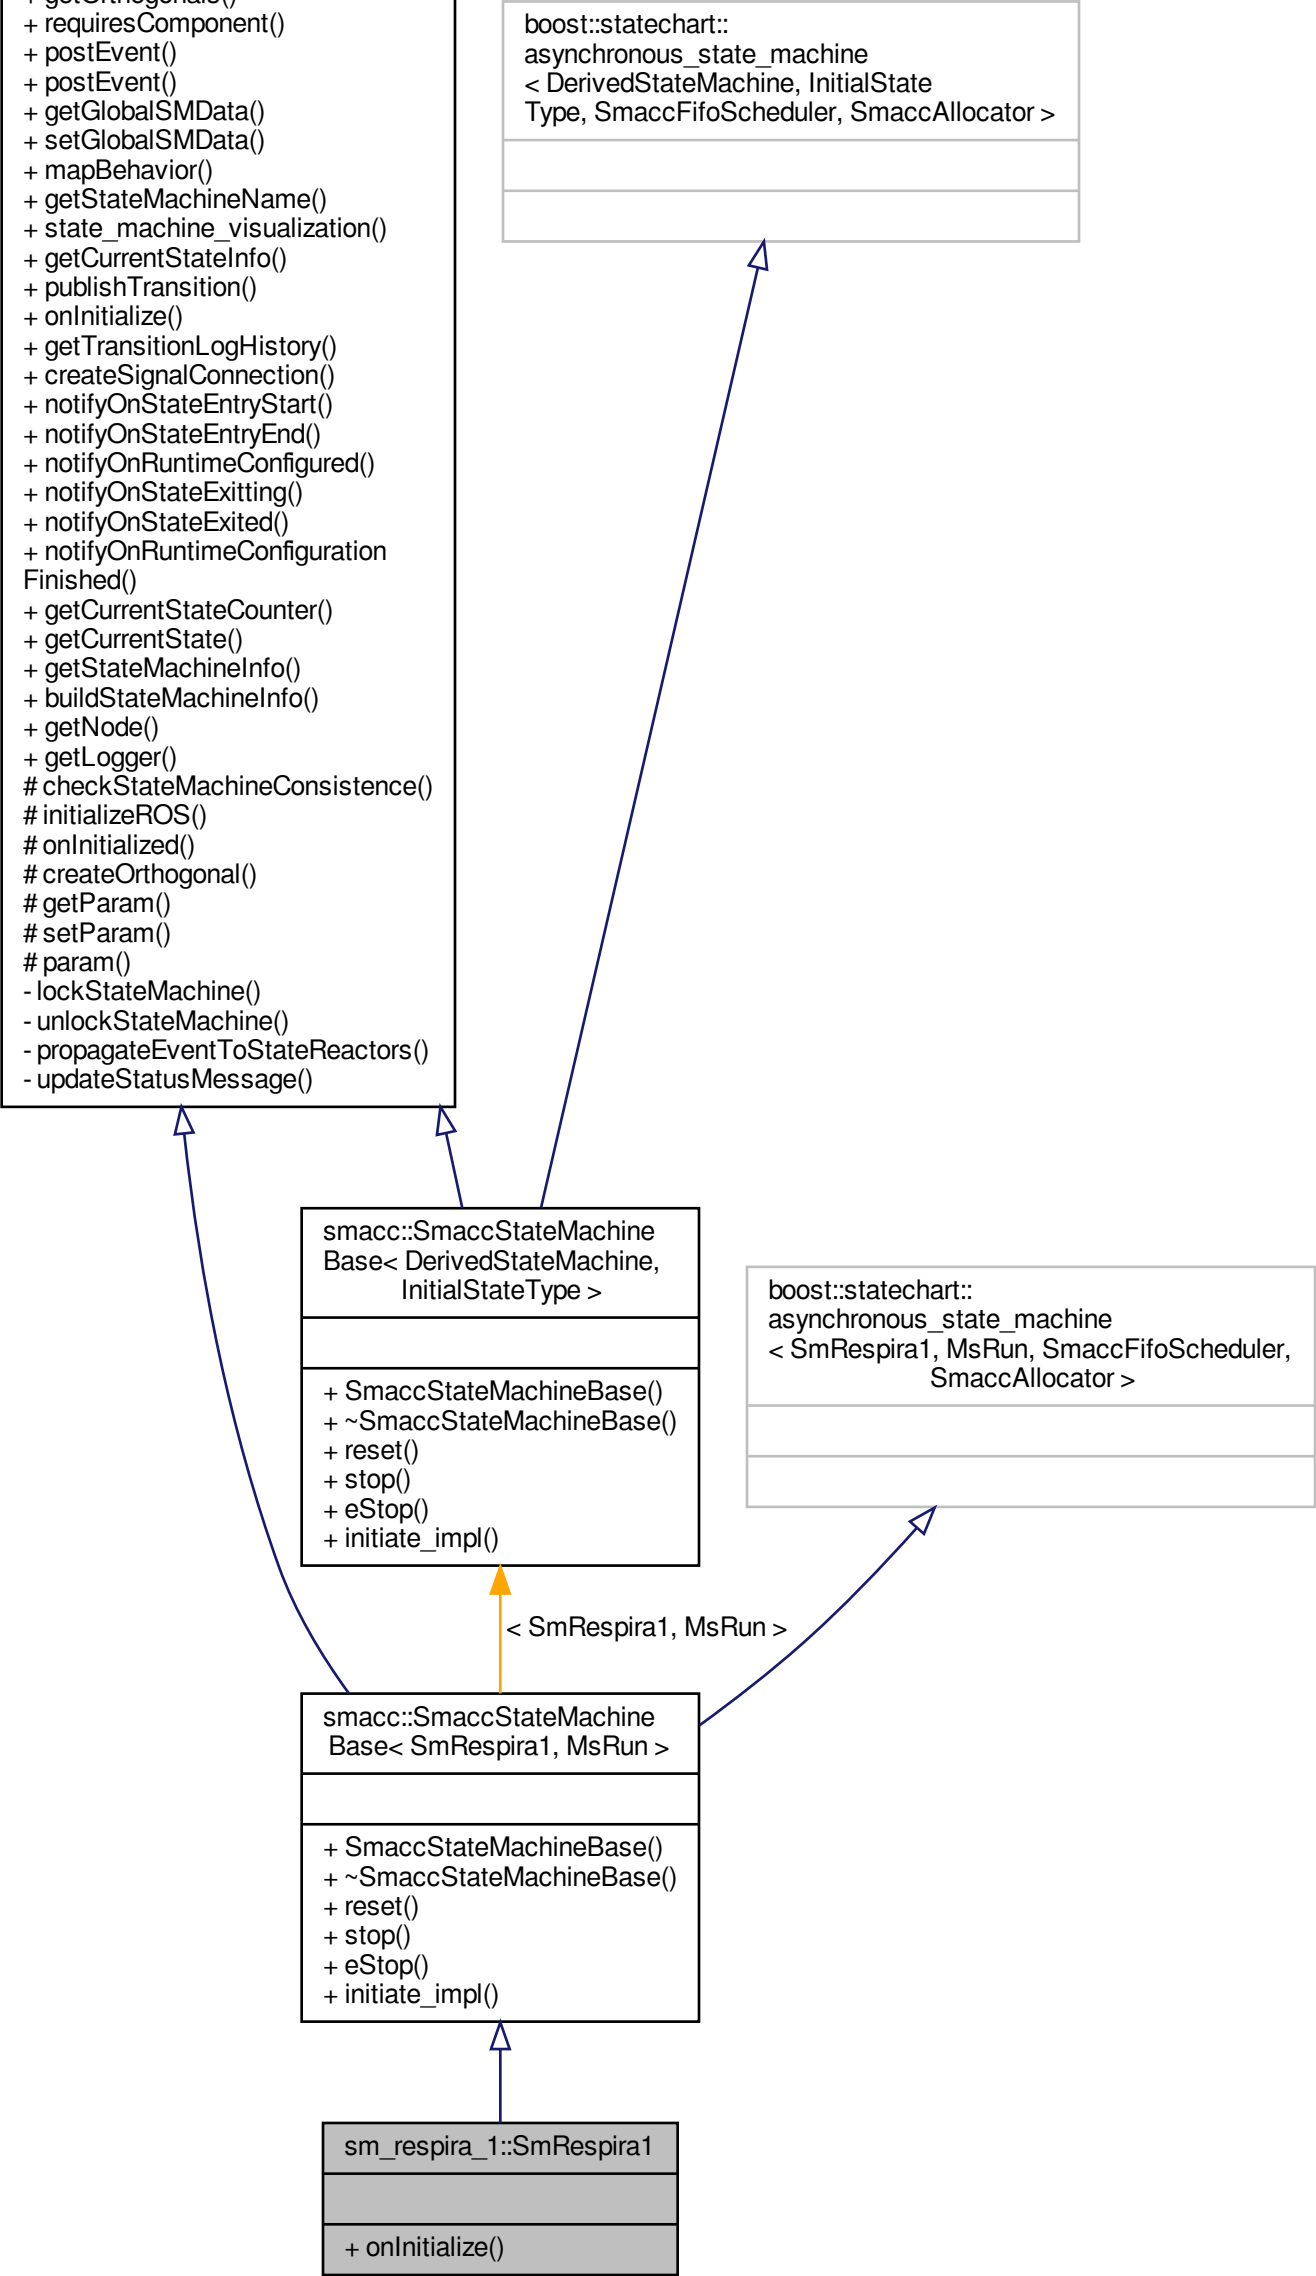 + getOrthogonals()
+ requiresComponent()
+ postEvent()
+ postEvent()
+ getGlobalSMData()
+ setGlobalSMData()
+ mapBehavior()
+ getStateMachineName()
+ state_machine_visualization()
+ getCurrentStateInfo()
+ publishTransition()
+ onInitialize()
+ getTransitionLogHistory()
+ createSignalConnection()
+ notifyOnStateEntryStart()
+ notifyOnStateEntryEnd()
+ notifyOnRuntimeConfigured()
+ notifyOnStateExitting()
+ notifyOnStateExited()
+ notifyOnRuntimeConfiguration
Finished()
+ getCurrentStateCounter()
+ getCurrentState()
+ getStateMachineInfo()
+ buildStateMachineInfo()
+ getNode()
+ getLogger()
# checkStateMachineConsistence()
# initializeROS()
# onInitialized()
# createOrthogonal()
# getParam()
# setParam()
# param()
- lockStateMachine()
- unlockStateMachine()
- propagateEventToStateReactors()
- updateStatusMessage()
boost::statechart::
asynchronous_state_machine
< DerivedStateMachine, InitialState
Type, SmaccFifoScheduler, SmaccAllocator >
smacc::SmaccStateMachine
Base< DerivedStateMachine,
InitialStateType >
+ SmaccStateMachineBase()
+ ~SmaccStateMachineBase()
+ reset()
+ stop()
+ eStop()
+ initiate_impl()
boost::statechart::
asynchronous_state_machine
< SmRespira1, MsRun, SmaccFifoScheduler,
SmaccAllocator >
< SmRespira1, MsRun >
smacc::SmaccStateMachine
Base< SmRespira1, MsRun >
+ SmaccStateMachineBase()
+ ~SmaccStateMachineBase()
+ reset()
+ stop()
+ eStop()
+ initiate_impl()
sm_respira_1::SmRespira1
+ onInitialize()